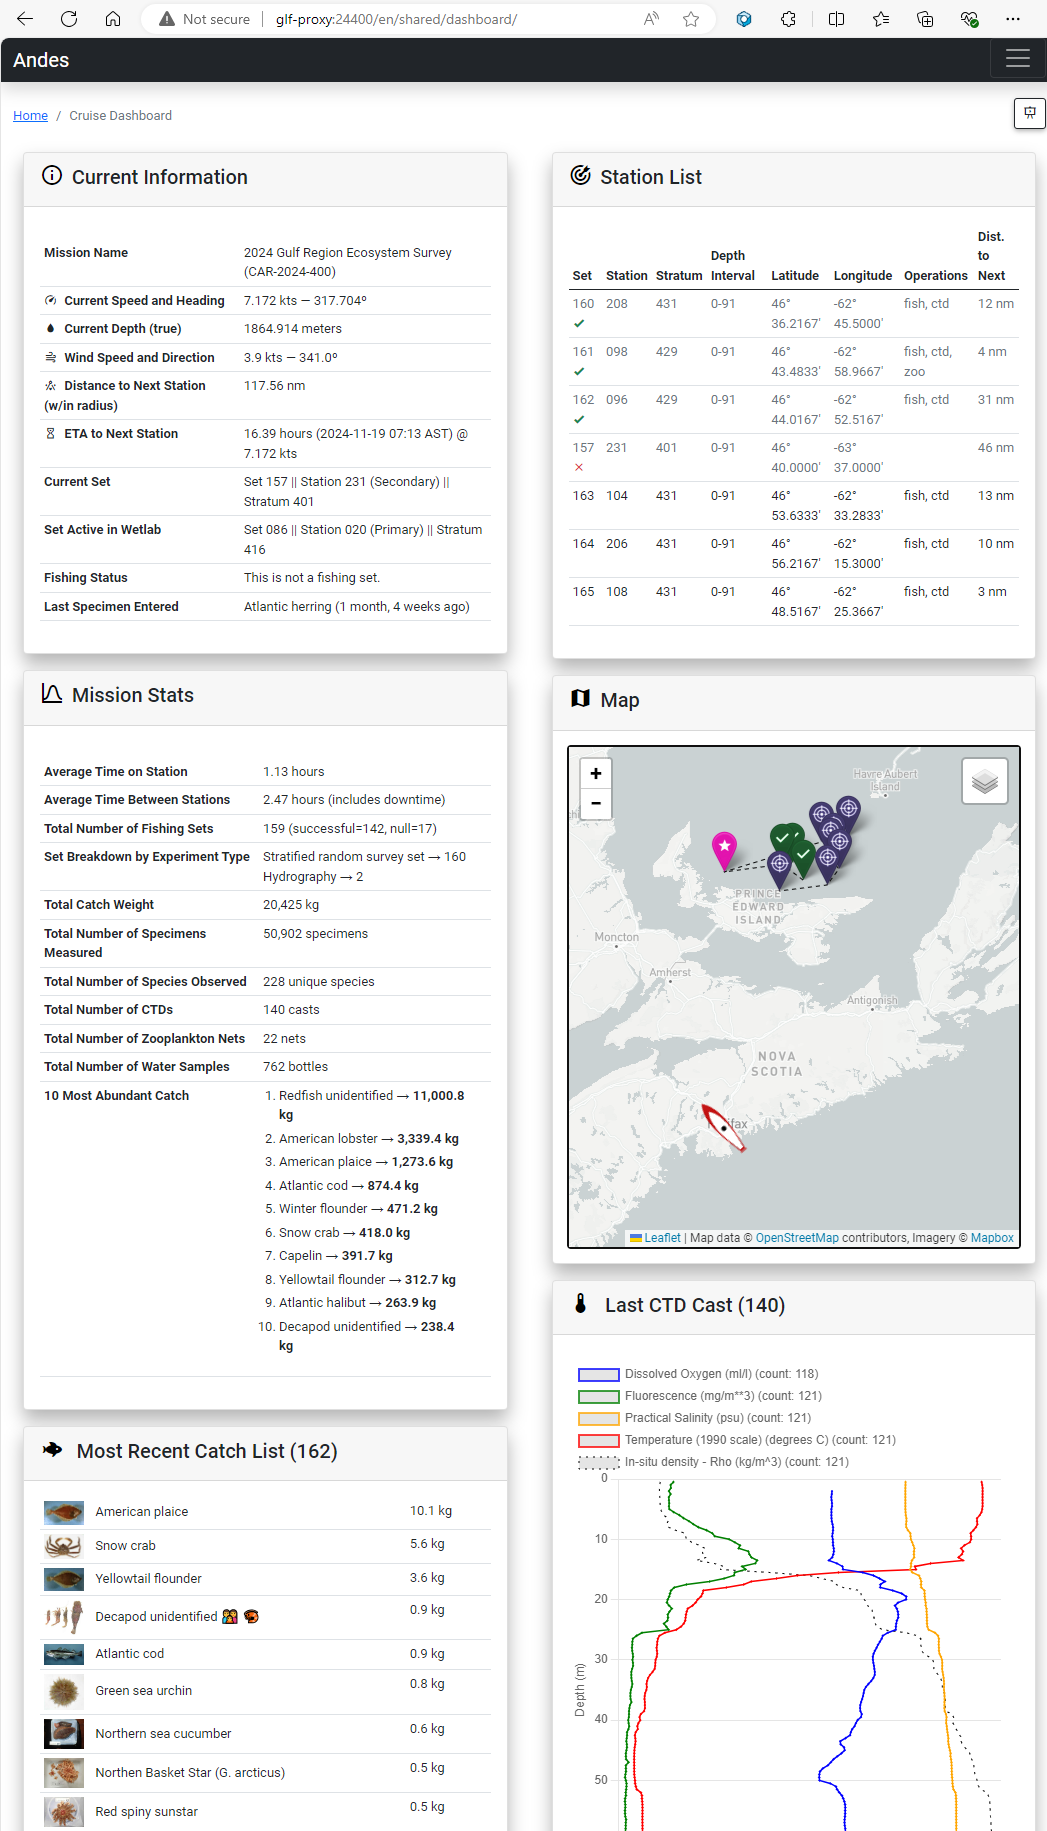 Not secure | glf-proxy:24400/en/shared/dashboard/
Andes
Home / Cruise Dashboard
Current Information
Mission Name 2024 Gulf Region Ecosystem Survey
(CAR-2024-400)
Current Speed and Heading 7.172 kts — 317.704º
Current Depth (true) 1864.914 meters
Wind Speed and Direction 3.9 kts — 341.0º
Distance to Next Station 117.56 nm
(w/in radius)
ETA to Next Station 16.39 hours (2024-11-19 07:13 AST) @
7.172 kts
Current Set Set 157 || Station 231 (Secondary) ||
Stratum 401
Set Active in Wetlab Set 086 || Station 020 (Primary) || Stratum
416
Fishing Status This is not a fishing set.
Last Specimen Entered Atlantic herring (1 month, 4 weeks ago)
Mission Stats
Average Time on Station 1.13 hours
Average Time Between Stations 2.47 hours (includes downtime)
Total Number of Fishing Sets 159 (successful=142, null=17)
Set Breakdown by Experiment Type Stratified random survey set → 160
Hydrography → 2
Total Catch Weight 20,425 kg
Total Number of Specimens 50,902 specimens
Measured
Total Number of Species Observed 228 unique species
Total Number of CTDs 140 casts
Total Number of Zooplankton Nets 22 nets
Total Number of Water Samples 762 bottles
10 Most Abundant Catch 1. Redfish unidentified → 11,000.8
kg
2. American lobster → 3,339.4 kg
3. American plaice → 1,273.6 kg
4. Atlantic cod → 874.4 kg
5. Winter flounder → 471.2 kg
6. Snow crab → 418.0 kg
7. Capelin → 391.7 kg
8. Yellowtail flounder → 312.7 kg
9. Atlantic halibut → 263.9 kg
10. Decapod unidentified → 238.4
kg
Most Recent Catch List (162)
American plaice 10.1 kg
Snow crab 5.6 kg
Yellowtail flounder 3.6 kg
Decapod unidentified 0.9 kg
Atlantic cod 0.9 kg
Green sea urchin 0.8 kg
Northern sea cucumber 0.6 kg
Northen Basket Star (G. arcticus) 0.5 kg
Red spiny sunstar 0.5 kg
Station List
Dist.
Depth to
Set Station Stratum Interval Latitude Longitude Operations Next
160 208 431 0-91 46° -62° fish, ctd 12 nm
36.2167' 45.5000'
161 098 429 0-91 46° -62° fish, ctd, 4 nm
43.4833' 58.9667' zoo
162 096 429 0-91 46° -62° fish, ctd 31 nm
44.0167' 52.5167'
157 231 401 0-91 46° -63° 46 nm
40.0000' 37.0000'
163 104 431 0-91 46° -62° fish, ctd 13 nm
53.6333' 33.2833'
164 206 431 0-91 46° -62° fish, ctd 10 nm
56.2167' 15.3000'
165 108 431 0-91 46° -62° fish, ctd 3 nm
48.5167' 25.3667'
Map
+
−
Havre Aubert
Island
PRINCE
EDWARD
ISLAND
Moncton
Amherst
Antigonish
NOVA
SCOTIA
Leaflet | Map data © OpenStreetMap contributors, Imagery © Mapbox
Last CTD Cast (140)
Dissolved Oxygen (ml/l) (count: 118)
Fluorescence (mg/m**3) (count: 121)
Practical Salinity (psu) (count: 121)
Temperature (1990 scale) (degrees C) (count: 121)
In-situ density - Rho (kg/m^3) (count: 121)
0
10
20
30
40
50
Depth (m)